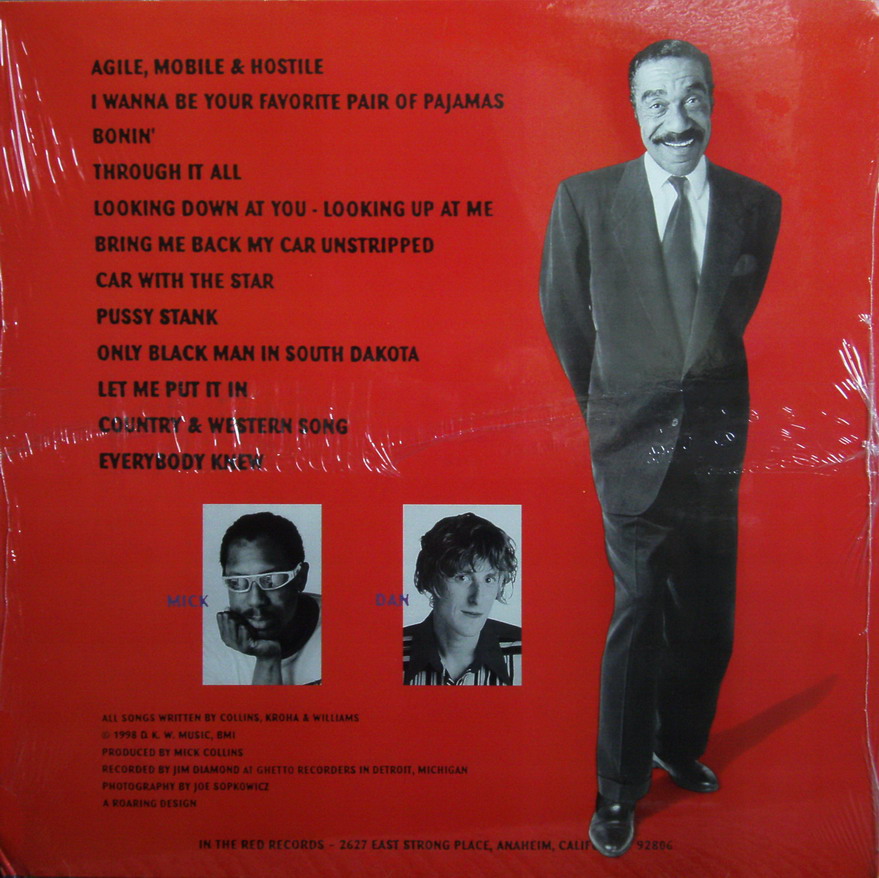 AGILE, MOBILE & HOSTILE
I WANNA BE YOUR FAVORITE PAIR OF PAJAMAS
BONIN'
THROUGH IT ALL
LOOKING DOWN AT YOU - LOOKING UP AT ME
BRING ME BACK MY CAR UNSTRIPPED
CAR WITH THE STAR
PUSSY STANK
ONLY BLACK MAN IN SOUTH DAKOTA
LET ME PUT IT IN
COUNTRY & WESTERN SONG
EVERYBODY KNEW
MICK
DAN
ALL SONGS WRITTEN BY COLLINS, KROHA & WILLIAMS
© 1998 D. K. W. MUSIC, BMI
PRODUCED BY MICK COLLINS
RECORDED BY JIM DIAMOND AT GHETTO RECORDERS IN DETROIT, MICHIGAN
PHOTOGRAPHY BY JOE SOPKOWICZ
A ROARING DESIGN
IN THE RED RECORDS - 2627 EAST STRONG PLACE, ANAHEIM, 92806